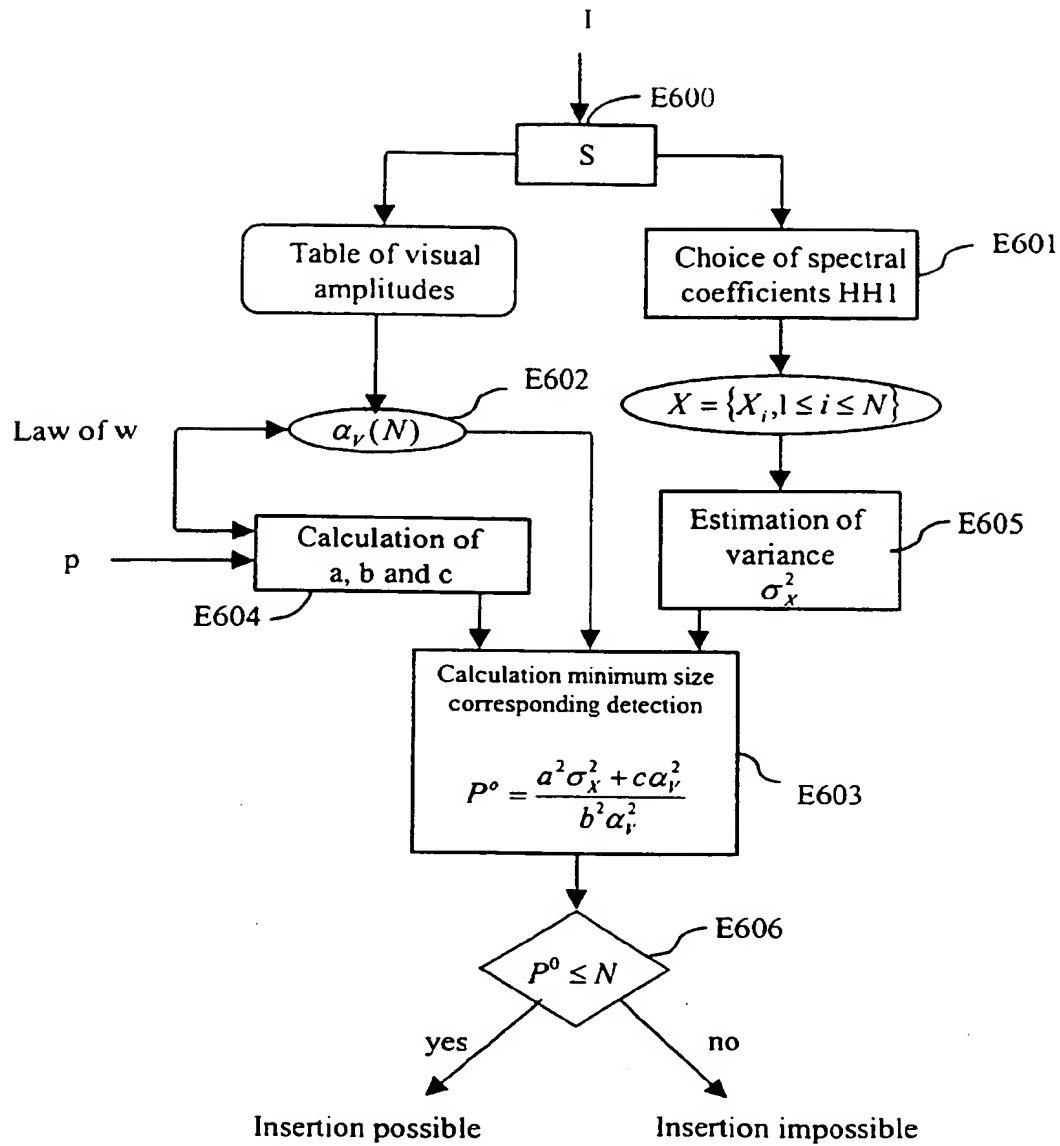 I
E600
S
Table of visual
amplitudes
Choice of spectral
coefficients HH1
E601
E602
X = {X_i, 1 ≤ i ≤ N}
Law of w
α_V(N)
Estimation of
variance
σ_X^2
E605
Calculation of
a, b and c
p
E604
Calculation minimum size
corresponding detection
P° = (a²σ_X² + cα_V²) / (b²α_V²)
E603
E606
P⁰ ≤ N
yes
no
Insertion possible
Insertion impossible